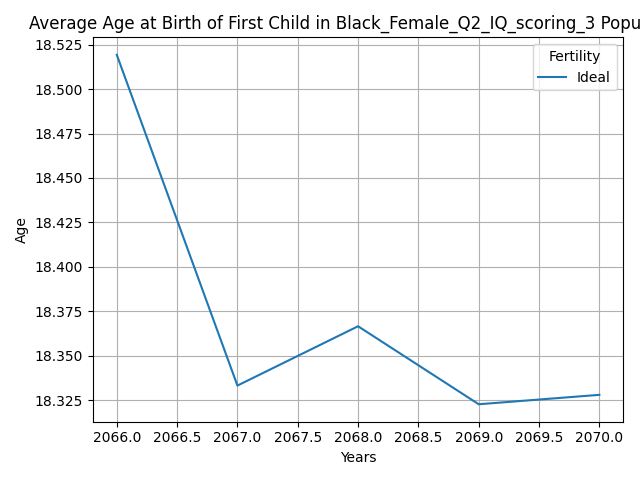 Average Age at Birth of First Child in Black_Female_Q2_IQ_scoring_3 Popu
18.525
18.500
18.475
18.450
18.425
18.400
18.375
18.350
18.325
Age
Fertility
Ideal
2066.0 2066.5 2067.0 2067.5 2068.0 2068.5 2069.0 2069.5 2070.0
Years